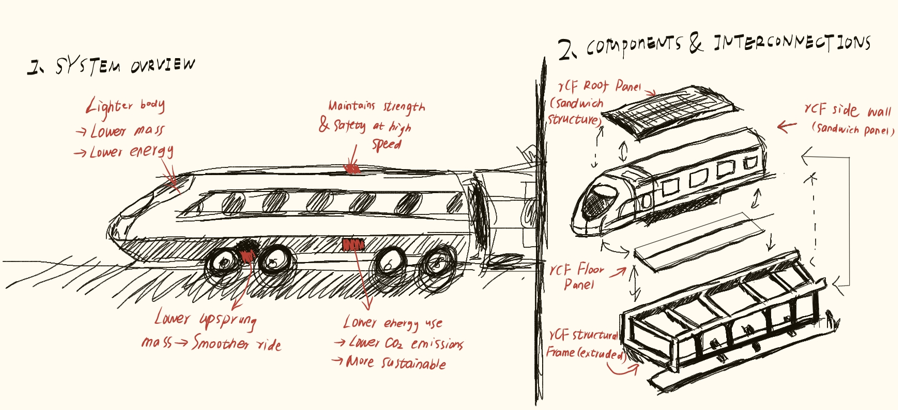 1. SYSTEM OVRVIEW
Lighter body
→ Lower mass
→ Lower energy
Maintains strength
& Safety at high
speed
Lower upsprung
mass → Smoother ride
Lower energy use
→ Lower CO2 emissions
→ More sustainable
2. COMPONENTS & INTERCONNECTIONS
rCF Roof Panel
(sandwich
structure)
rCF side wall
(sandwich panel)
rCF Floor
Panel
rCF structural
Frame (extruded)